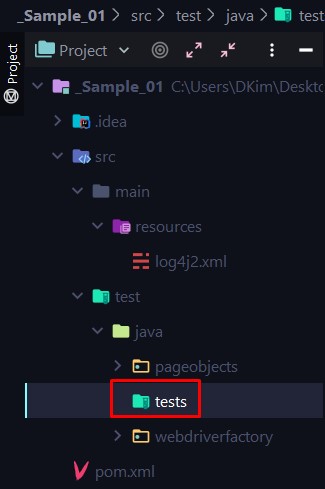 _Sample_01 > src > test > java > test
Project
Project
_Sample_01 C:\Users\DKim\Deskto
.idea
src
main
resources
log4j2.xml
test
java
pageobjects
tests
webdriverfactory
pom.xml